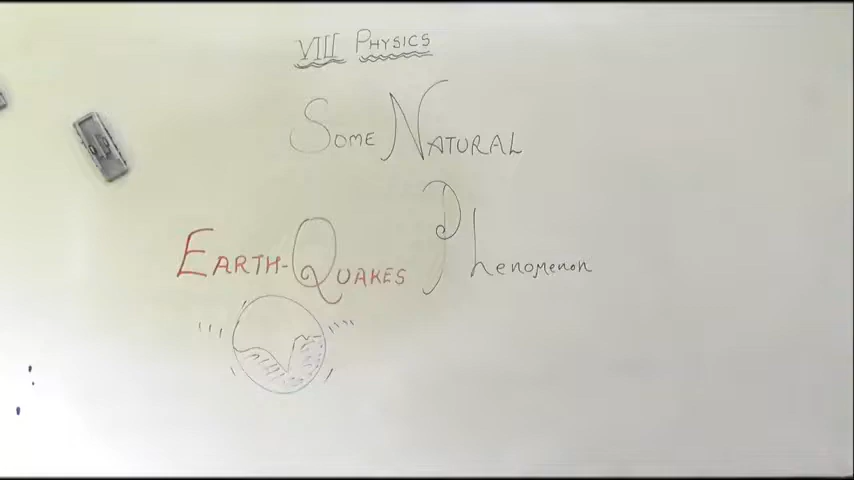 VIII PHYSICS
SOME NATURAL
Phenomenon
EARTH-QUAKES